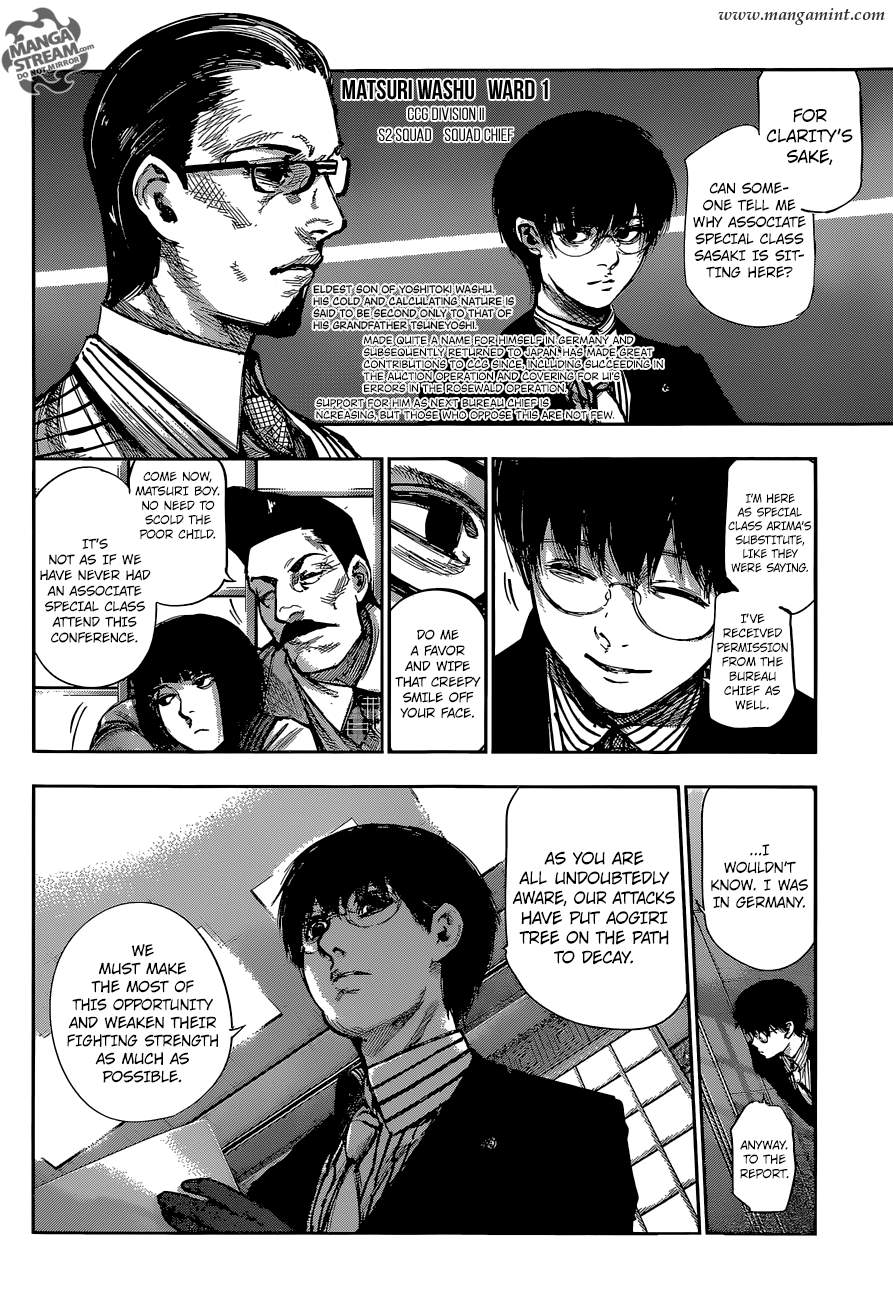 www.mangamint.com
MANGA
STREAM.com
DO NOT MIRROR!
MATSURI WASHU WARD 1
CCG DIVISION II
S2 SQUAD SQUAD CHIEF
FOR
CLARITY'S
SAKE,
CAN SOME-
ONE TELL ME
WHY ASSOCIATE
SPECIAL CLASS
SASAKI IS SIT-
TING HERE?
ELDEST SON OF YOSHITOKI WASHU.
HIS COLD AND CALCULATING NATURE IS
SAID TO BE SECOND ONLY TO THAT OF
HIS GRANDFATHER TSUNEYOSHI.
MADE QUITE A NAME FOR HIMSELF IN GERMANY AND
SUBSEQUENTLY RETURNED TO JAPAN. HAS MADE GREAT
CONTRIBUTIONS TO CCG SINCE, INCLUDING SUCCEEDING IN
THE AUCTION OPERATION AND COVERING FOR UI'S
ERRORS IN THE ROSEWALD OPERATION.
SUPPORT FOR HIM AS NEXT BUREAU CHIEF IS
NCREASING, BUT THOSE WHO OPPOSE THIS ARE NOT FEW.
I'M HERE
AS SPECIAL
CLASS ARIMA'S
SUBSTITUTE,
LIKE THEY
WERE SAYING.
I'VE
RECEIVED
PERMISSION
FROM THE
BUREAU
CHIEF AS
WELL.
DO ME
A FAVOR
AND WIPE
THAT CREEPY
SMILE OFF
YOUR FACE.
COME NOW,
MATSURI BOY.
NO NEED TO
SCOLD THE
POOR CHILD.
IT'S
NOT AS IF WE
HAVE NEVER HAD
AN ASSOCIATE
SPECIAL CLASS
ATTEND THIS
CONFERENCE.
...I
WOULDN'T
KNOW. I WAS
IN GERMANY.
ANYWAY.
TO THE
REPORT.
AS YOU ARE
ALL UNDOUBTEDLY
AWARE, OUR ATTACKS
HAVE PUT AOGIRI
TREE ON THE PATH
TO DECAY.
WE
MUST MAKE
THE MOST OF
THIS OPPORTUNITY
AND WEAKEN THEIR
FIGHTING STRENGTH
AS MUCH AS
POSSIBLE.